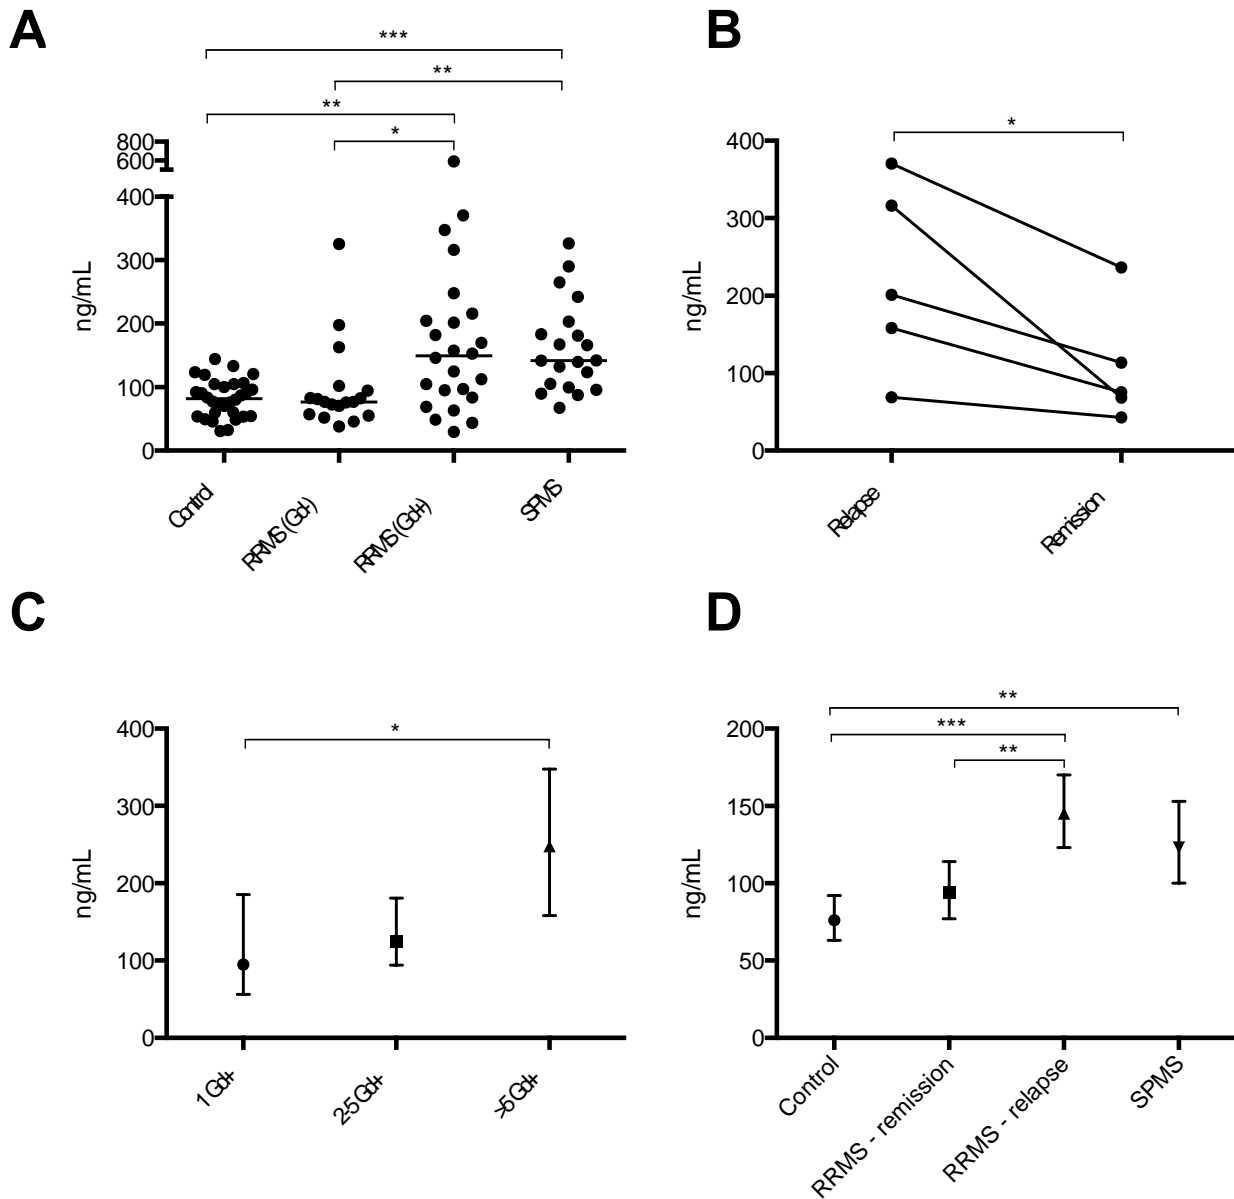 A
***
**
**
*
800
600
400
300
200
100
0
ng/mL
Control
RRMS (Gd-)
RRMS (Gd+)
SPMS
B
*
400
300
200
100
0
ng/mL
Relapse
Remission
C
*
400
300
200
100
0
ng/mL
1 Gd+
2-5 Gd+
>5 Gd+
D
**
***
**
200
150
100
50
0
ng/mL
Control
RRMS - remission
RRMS - relapse
SPMS